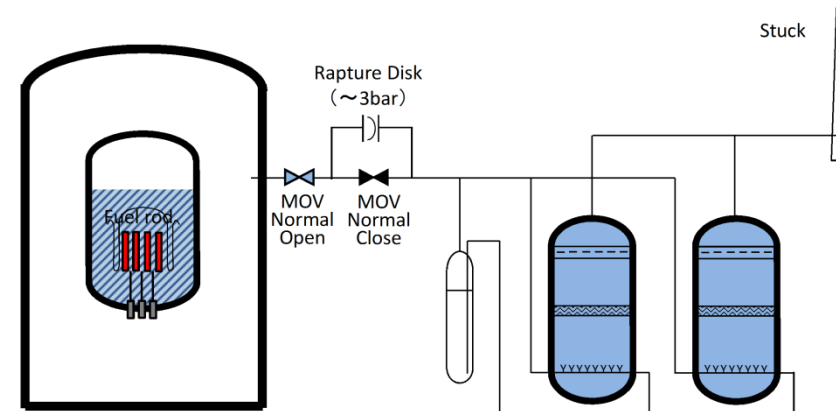 Stuck
Rapture Disk
（～3bar）
MOV
Normal
Open
MOV
Normal
Close
Fuel rod